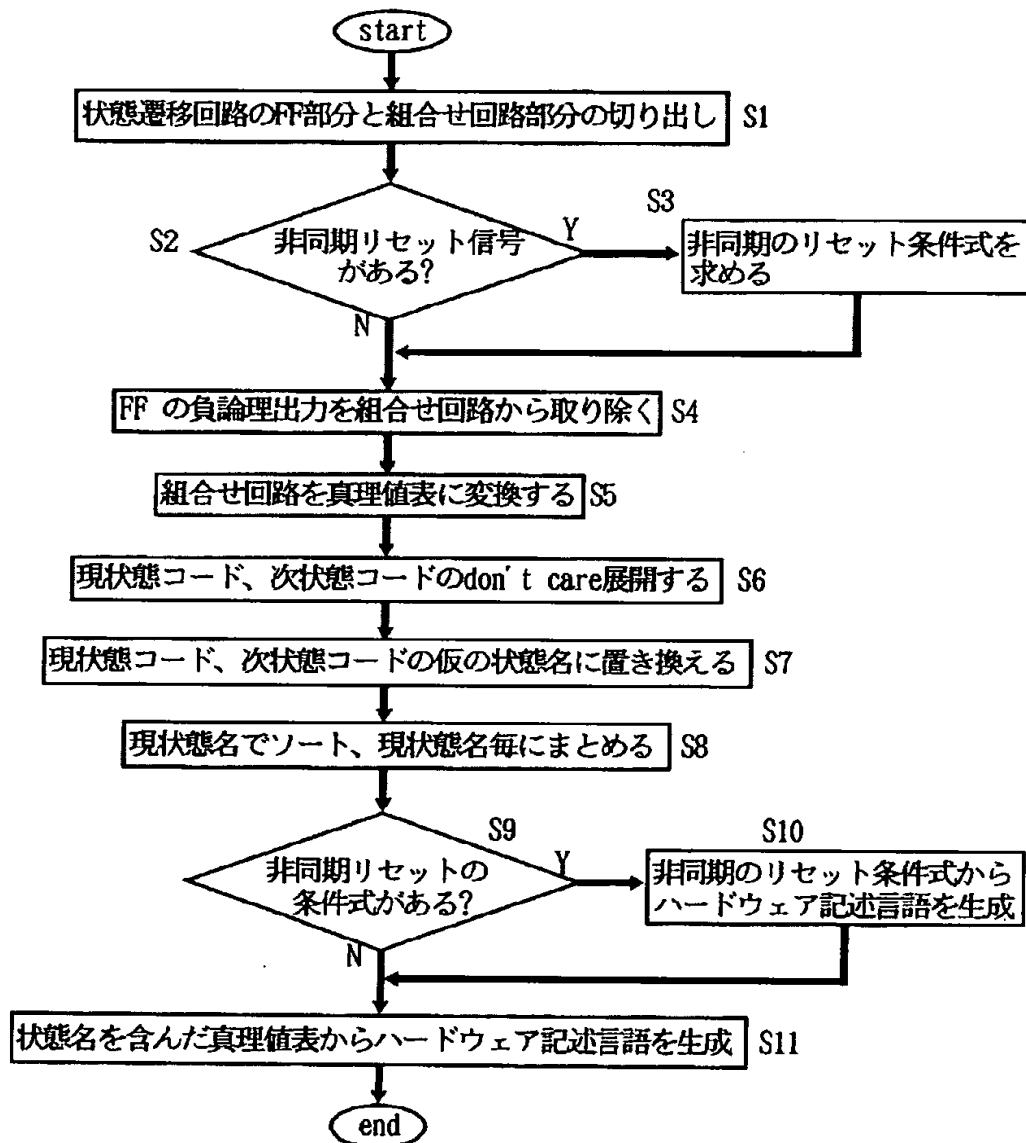 start
状態遷移回路のFF部分と組合せ回路部分の切り出し S1
S2
非同期リセット信号
がある?
Y
N
S3
非同期のリセット条件式を
求める
FF の負論理出力を組合せ回路から取り除く S4
組合せ回路を真理値表に変換する S5
現状態コード、次状態コードのdon't care展開する S6
現状態コード、次状態コードの仮の状態名に置き換える S7
現状態名でソート、現状態名毎にまとめる S8
S9
非同期リセットの
条件式がある?
Y
N
S10
非同期のリセット条件式から
ハードウェア記述言語を生成
状態名を含んだ真理値表からハードウェア記述言語を生成 S11
end